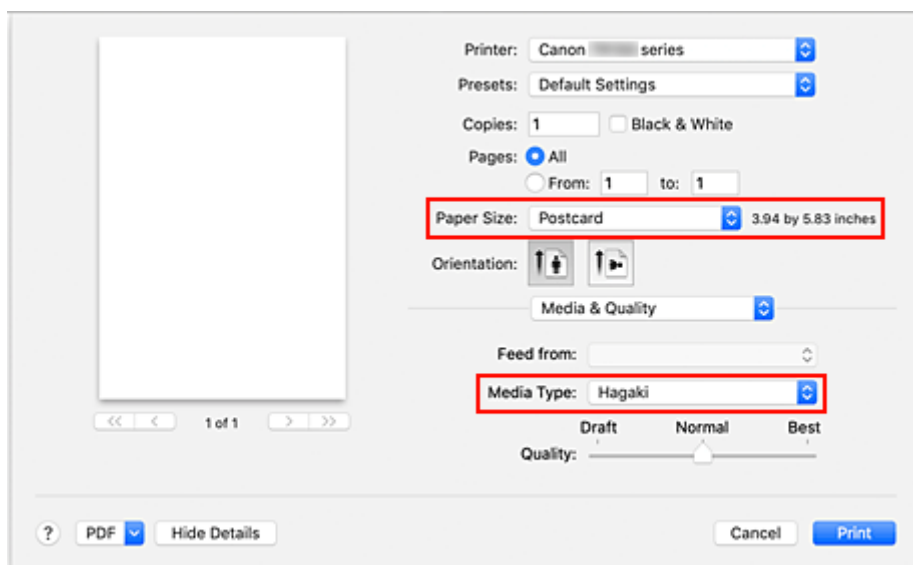 Printer: Canon series
Presets: Default Settings
Copies: 1 Black & White
Pages: All
From: 1 to: 1
Paper Size: Postcard 3.94 by 5.83 inches
Orientation:
Media & Quality
Feed from:
Media Type: Hagaki
<< < 1 of 1 > >>
Draft Normal Best
Quality:
? PDF Hide Details Cancel Print